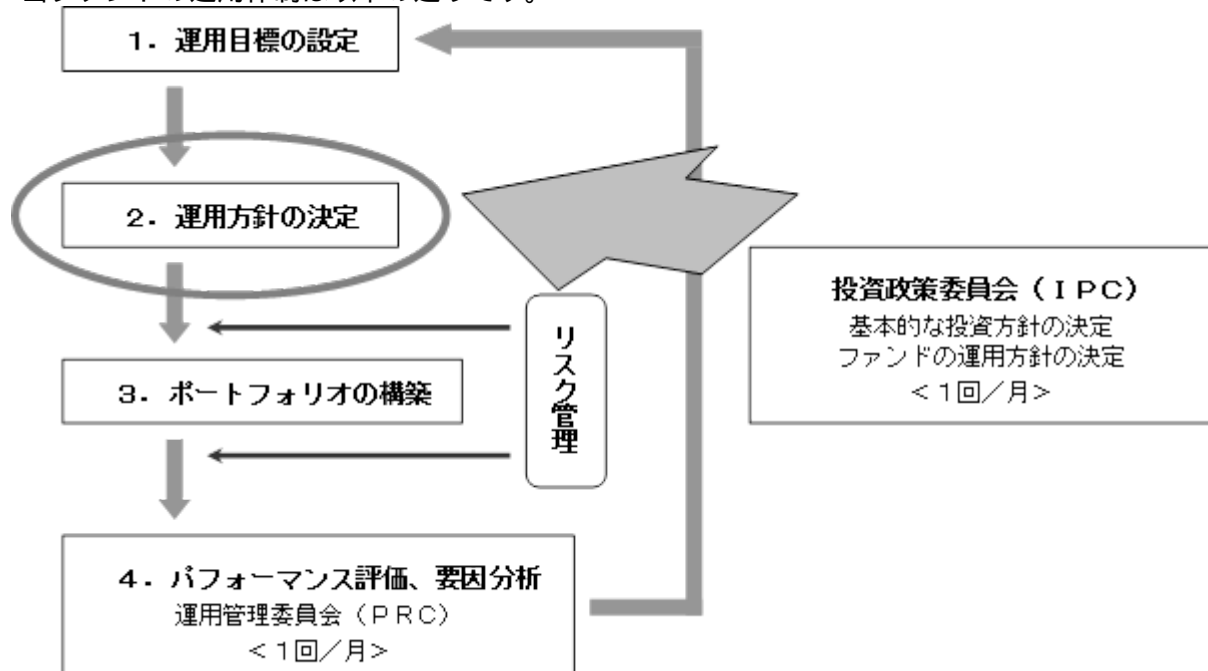 1．運用目標の設定
2．運用方針の決定
投資政策委員会（ＩＰＣ）
基本的な投資方針の決定
ファンドの運用方針の決定
＜１回／月＞
リスク管理
3．ポートフォリオの構築
4．パフォーマンス評価、要因分析
運用管理委員会（ＰＲＣ）
＜１回／月＞